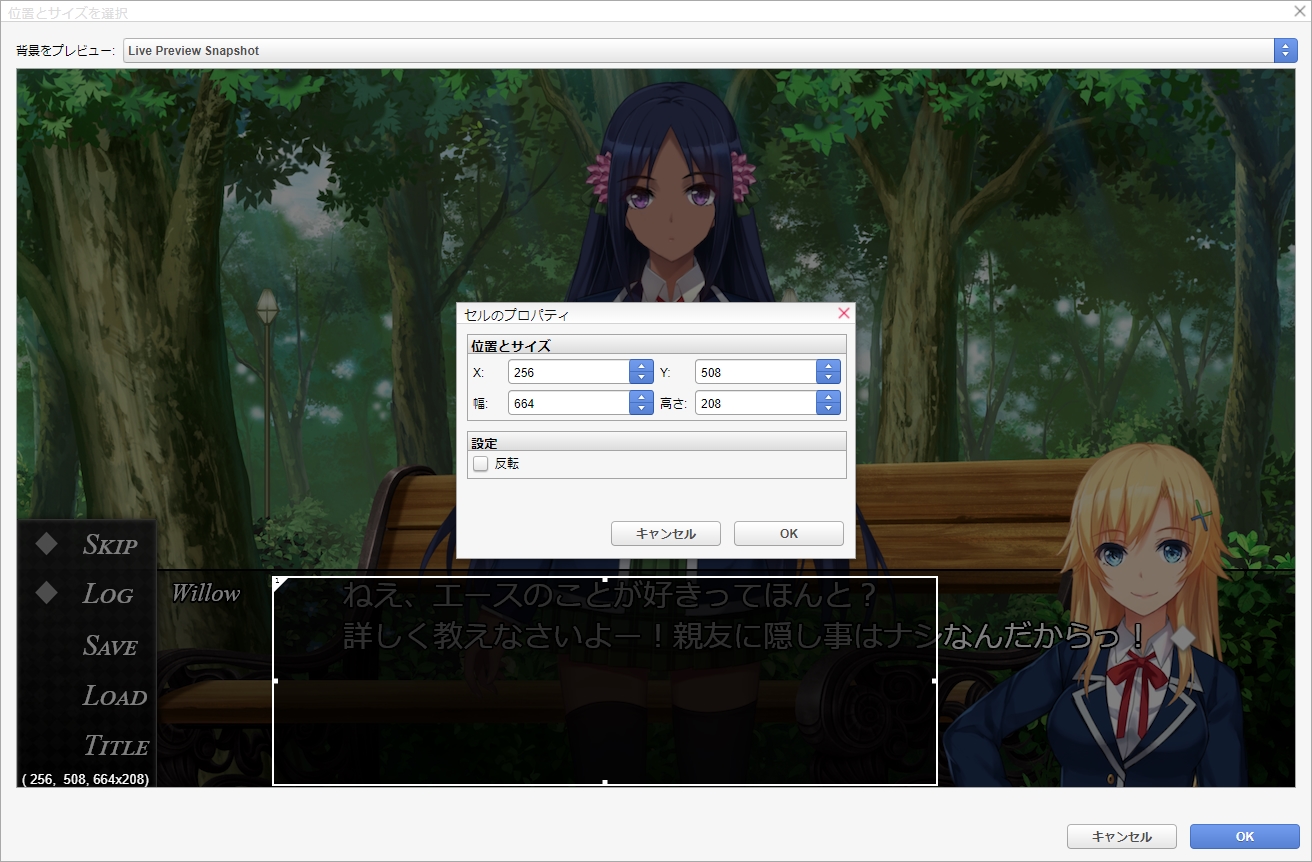 位置とサイズを選択
背景をプレビュー: Live Preview Snapshot
セルのプロパティ
位置とサイズ
X: 256 Y: 508
幅: 664 高さ: 208
設定
反転
キャンセル OK
SKIP
LOG
SAVE
LOAD
TITLE
Willow
1
ねえ、エースのことが好きってほんと？
詳しく教えなさいよー！親友に隠し事はナシなんだからっ！
( 256, 508, 664x208)
キャンセル OK